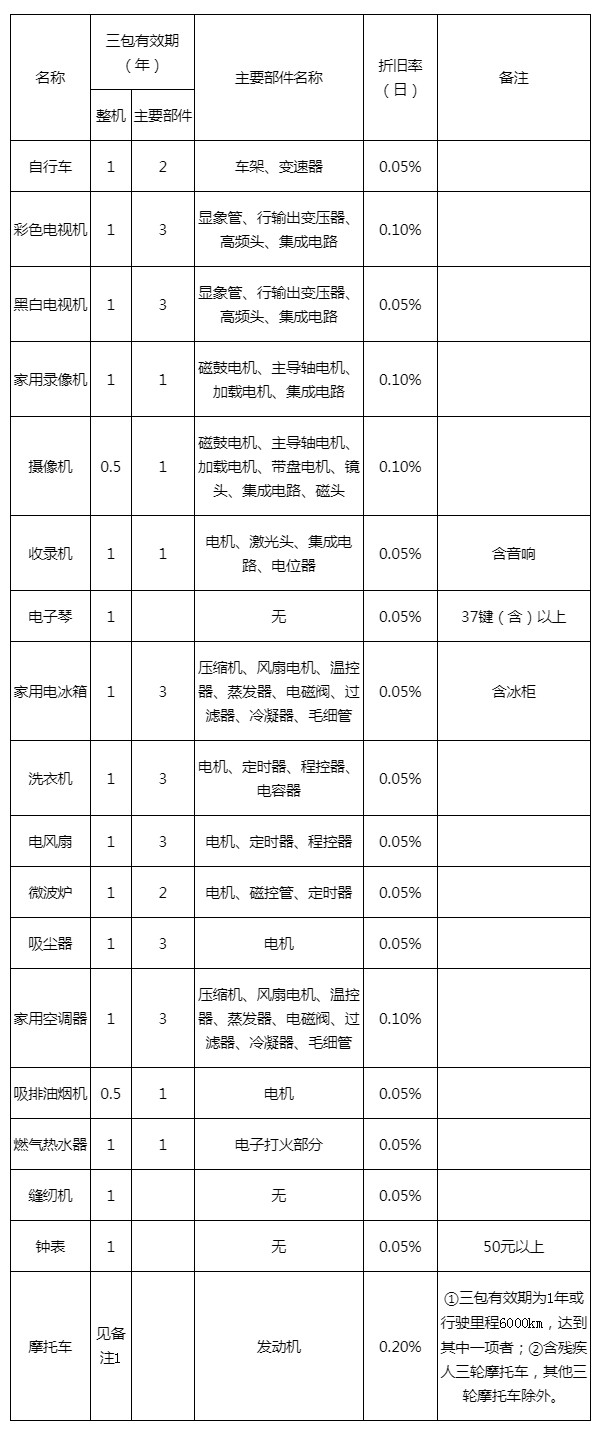 名称
三包有效期
（年）
主要部件名称
折旧率
（日）
备注
整机
主要部件
自行车
1
2
车架、变速器
0.05%
彩色电视机
1
3
显象管、行输出变压器、
高频头、集成电路
0.10%
黑白电视机
1
3
显象管、行输出变压器、
高频头、集成电路
0.05%
家用录像机
1
1
磁鼓电机、主导轴电机、
加载电机、集成电路
0.10%
摄像机
0.5
1
磁鼓电机、主导轴电机、
加载电机、带盘电机、镜
头、集成电路、磁头
0.10%
收录机
1
1
电机、激光头、集成电
路、电位器
0.05%
含音响
电子琴
1
无
0.05%
37键（含）以上
家用电冰箱
1
3
压缩机、风扇电机、温控
器、蒸发器、电磁阀、过
滤器、冷凝器、毛细管
0.05%
含冰柜
洗衣机
1
3
电机、定时器、程控器、
电容器
0.05%
电风扇
1
3
电机、定时器、程控器
0.05%
微波炉
1
2
电机、磁控管、定时器
0.05%
吸尘器
1
3
电机
0.05%
家用空调器
1
3
压缩机、风扇电机、温控
器、蒸发器、电磁阀、过
滤器、冷凝器、毛细管
0.10%
吸排油烟机
0.5
1
电机
0.05%
燃气热水器
1
1
电子打火部分
0.05%
缝纫机
1
无
0.05%
钟表
1
无
0.05%
50元以上
摩托车
见备
注1
发动机
0.20%
①三包有效期为1年或
行驶里程6000km，达到
其中一项者；②含残疾
人三轮摩托车，其他三
轮摩托车除外。